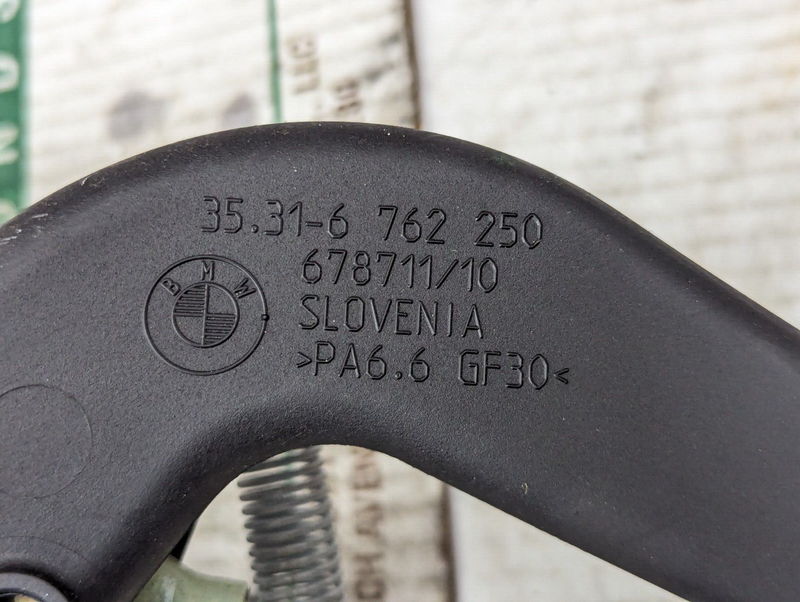 35.31-6 762 250
678711/10
BMW
SLOVENIA
>PA6.6 GF30<